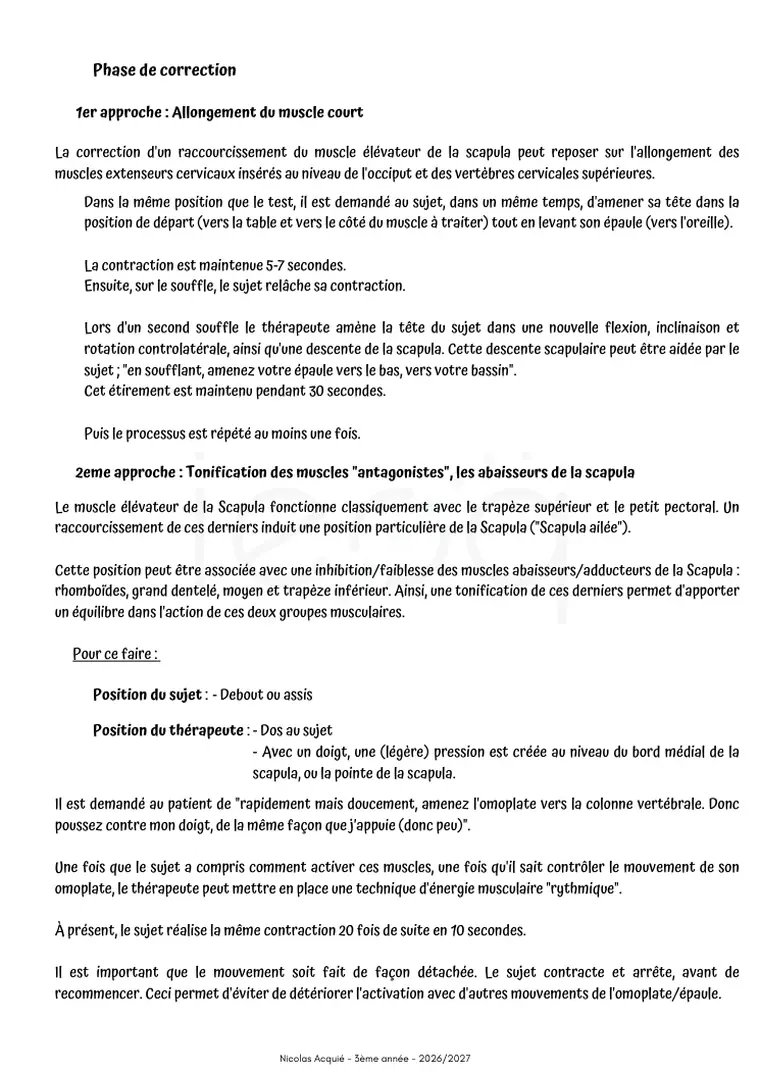 Phase de correction
1er approche : Allongement du muscle court
La correction d'un raccourcissement du muscle élévateur de la scapula peut reposer sur l'allongement des
muscles extenseurs cervicaux insérés au niveau de l'occiput et des vertèbres cervicales supérieures.
Dans la même position que le test, il est demandé au sujet, dans un même temps, d'amener sa tête dans la
position de départ (vers la table et vers le côté du muscle à traiter) tout en levant son épaule (vers l'oreille).
La contraction est maintenue 5-7 secondes.
Ensuite, sur le souffle, le sujet relâche sa contraction.
Lors d'un second souffle le thérapeute amène la tête du sujet dans une nouvelle flexion, inclinaison et
rotation controlatérale, ainsi qu'une descente de la scapula. Cette descente scapulaire peut être aidée par le
sujet ; "en soufflant, amenez votre épaule vers le bas, vers votre bassin".
Cet étirement est maintenu pendant 30 secondes.
Puis le processus est répété au moins une fois.
2eme approche : Tonification des muscles "antagonistes", les abaisseurs de la scapula
Le muscle élévateur de la Scapula fonctionne classiquement avec le trapèze supérieur et le petit pectoral. Un
raccourcissement de ces derniers induit une position particulière de la Scapula ("Scapula ailée").
Cette position peut être associée avec une inhibition/faiblesse des muscles abaisseurs/adducteurs de la Scapula :
rhomboïdes, grand dentelé, moyen et trapèze inférieur. Ainsi, une tonification de ces derniers permet d'apporter
un équilibre dans l'action de ces deux groupes musculaires.
Pour ce faire :
Position du sujet : - Debout ou assis
Position du thérapeute : - Dos au sujet
- Avec un doigt, une (légère) pression est créée au niveau du bord médial de la
scapula, ou la pointe de la scapula.
Il est demandé au patient de "rapidement mais doucement, amenez l'omoplate vers la colonne vertébrale. Donc
poussez contre mon doigt, de la même façon que j'appuie (donc peu)".
Une fois que le sujet a compris comment activer ces muscles, une fois qu'il sait contrôler le mouvement de son
omoplate, le thérapeute peut mettre en place une technique d'énergie musculaire "rythmique".
À présent, le sujet réalise la même contraction 20 fois de suite en 10 secondes.
Il est important que le mouvement soit fait de façon détachée. Le sujet contracte et arrête, avant de
recommencer. Ceci permet d'éviter de détériorer l'activation avec d'autres mouvements de l'omoplate/épaule.
Nicolas Acquié - 3ème année - 2026/2027